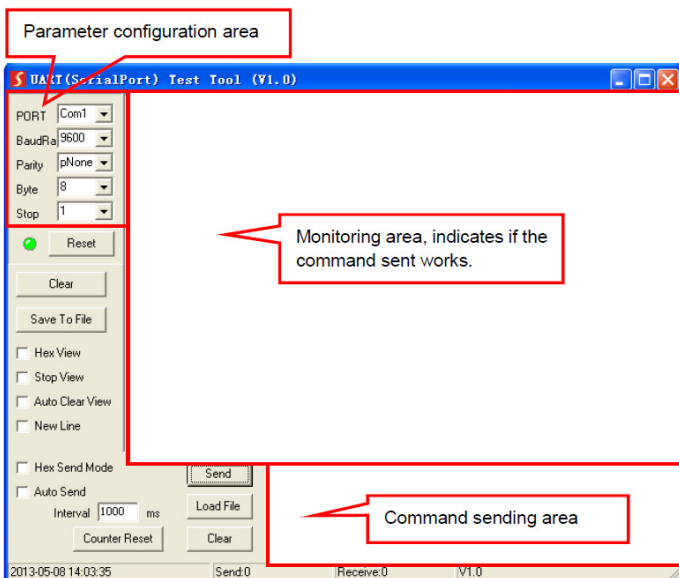 Parameter configuration area
UART(SerialPort) Test Tool (V1.0)
PORT Com1
BaudRa 9600
Parity pNone
Byte 8
Stop 1
Reset
Monitoring area, indicates if the
command sent works.
Clear
Save To File
Hex View
Stop View
Auto Clear View
New Line
Hex Send Mode
Send
Auto Send
Interval 1000 ms
Load File
Command sending area
Counter Reset
Clear
2013-05-08 14:03:35 Send:0 Receive:0 V1.0